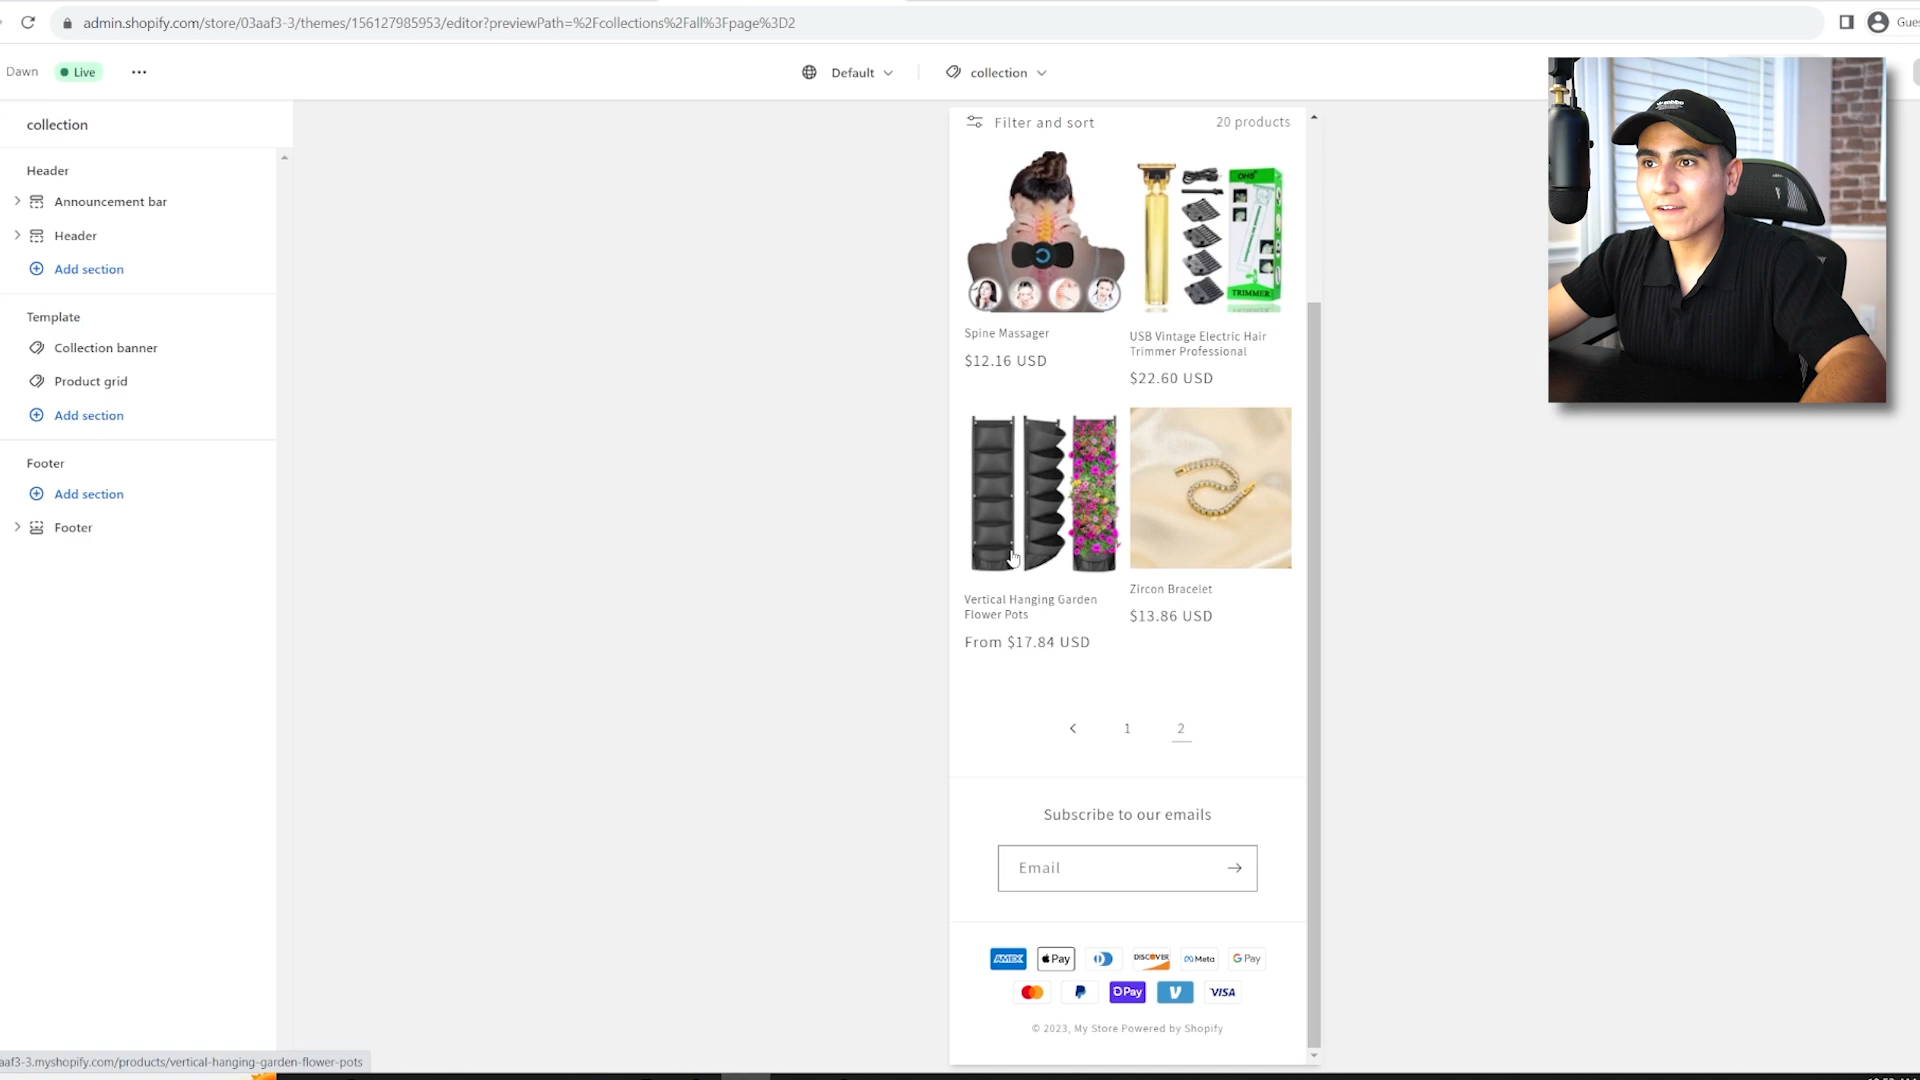 admin.shopify.com/store/03aaf3-3/themes/156127985953/editor?previewPath=%2Fcollections%2Fall%3Fpage%3D2
Dawn
Live
Default
collection
collection
Header
Announcement bar
Header
Add section
Template
Collection banner
Product grid
Add section
Footer
Add section
Footer
Filter and sort
20 products
OHS
TRIMMER
Spine Massager
$12.16 USD
USB Vintage Electric Hair
Trimmer Professional
$22.60 USD
Vertical Hanging Garden
Flower Pots
From $17.84 USD
Zircon Bracelet
$13.86 USD
1
2
Subscribe to our emails
Email
AMEX
Pay
DISCOVER
Meta
G Pay
Pay
VISA
© 2023, My Store Powered by Shopify
aaf3-3.myshopify.com/products/vertical-hanging-garden-flower-pots